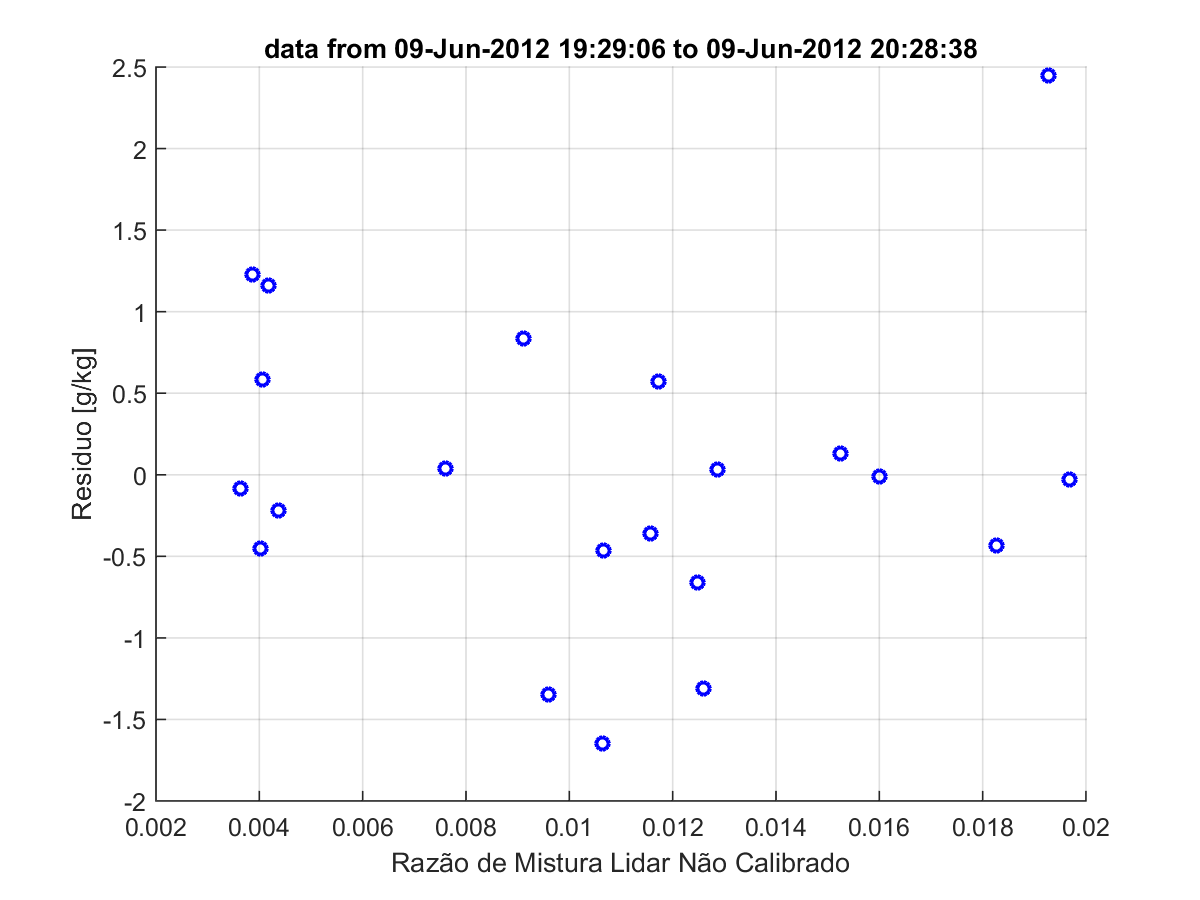 data from 09-Jun-2012 19:29:06 to 09-Jun-2012 20:28:38
2.5
2
1.5
1
0.5
0
-0.5
-1
-1.5
-2
Residuo [g/kg]
0.002 0.004 0.006 0.008 0.01 0.012 0.014 0.016 0.018 0.02
Razão de Mistura Lidar Não Calibrado